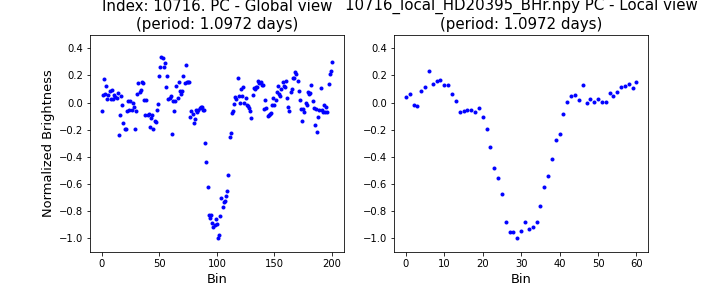 Index: 10716. PC - Global view
(period: 1.0972 days)
10716_local_HD20395_BHr.npy PC - Local view
(period: 1.0972 days)
Normalized Brightness
0.4
0.2
0.0
−0.2
−0.4
−0.6
−0.8
−1.0
0 50 100 150 200
Bin
0.4
0.2
0.0
−0.2
−0.4
−0.6
−0.8
−1.0
0 10 20 30 40 50 60
Bin